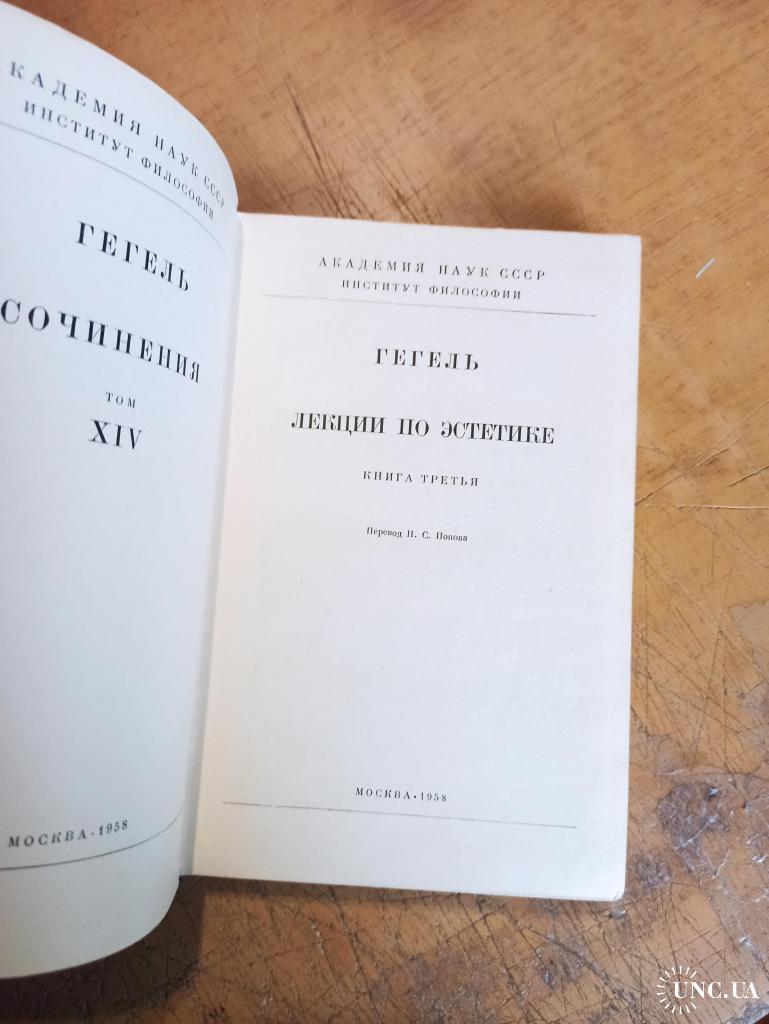 АКАДЕМИЯ НАУК СССР
ИНСТИТУТ ФИЛОСОФИИ
ГЕГЕЛЬ
СОЧИНЕНИЯ
ТОМ
XIV
МОСКВА · 1958
АКАДЕМИЯ НАУК СССР
ИНСТИТУТ ФИЛОСОФИИ
ГЕГЕЛЬ
ЛЕКЦИИ ПО ЭСТЕТИКЕ
КНИГА ТРЕТЬЯ
Перевод П. С. Попова
МОСКВА · 1958
UNC.UA